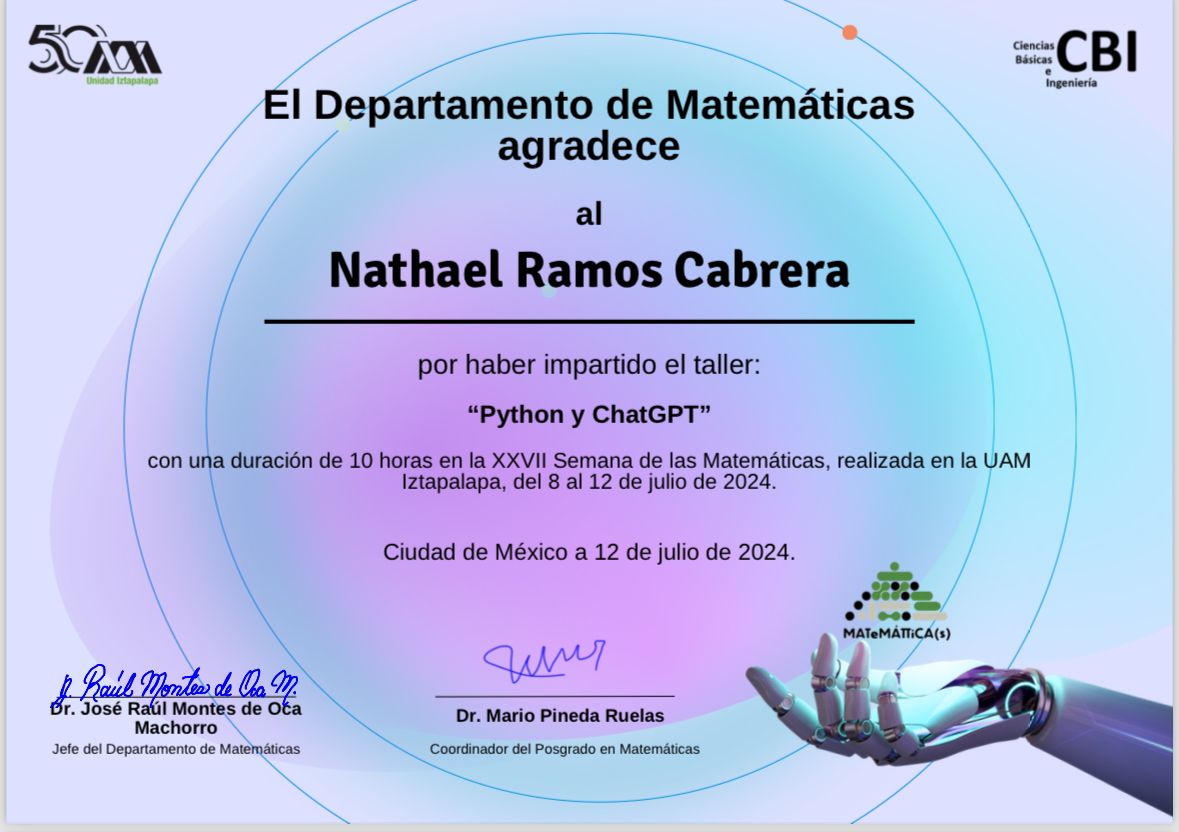 50
Unidad Iztapalapa
Ciencias
Básicas
e
Ingeniería
CBI
El Departamento de Matemáticas
agradece
al
Nathael Ramos Cabrera
por haber impartido el taller:
“Python y ChatGPT”
con una duración de 10 horas en la XXVII Semana de las Matemáticas, realizada en la UAM
Iztapalapa, del 8 al 12 de julio de 2024.
Ciudad de México a 12 de julio de 2024.
MATeMÁTiCA(s)
J. Raúl Montes de Oca M.
Dr. José Raúl Montes de Oca
Machorro
Jefe del Departamento de Matemáticas
Dr. Mario Pineda Ruelas
Coordinador del Posgrado en Matemáticas